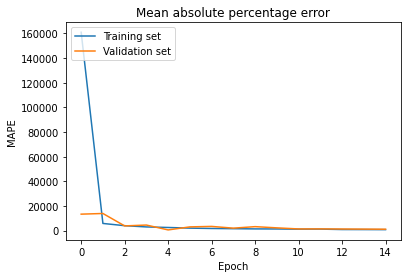 Mean absolute percentage error
Training set
Validation set
160000
140000
120000
100000
80000
60000
40000
20000
0
MAPE
0 2 4 6 8 10 12 14
Epoch